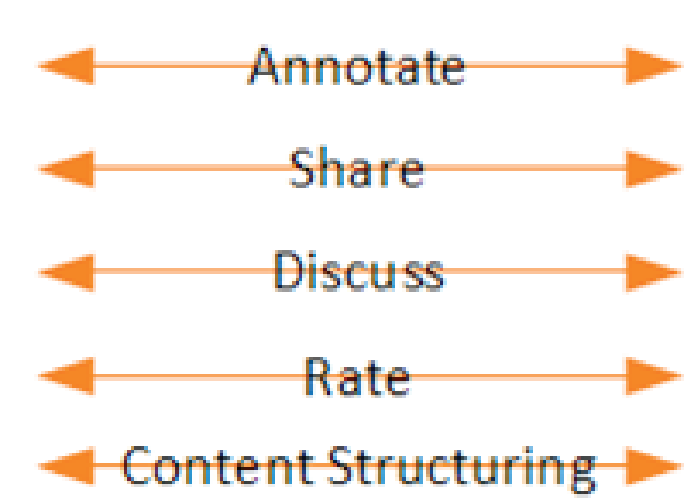 Annotate
Share
Discuss
Rate
Content Structuring